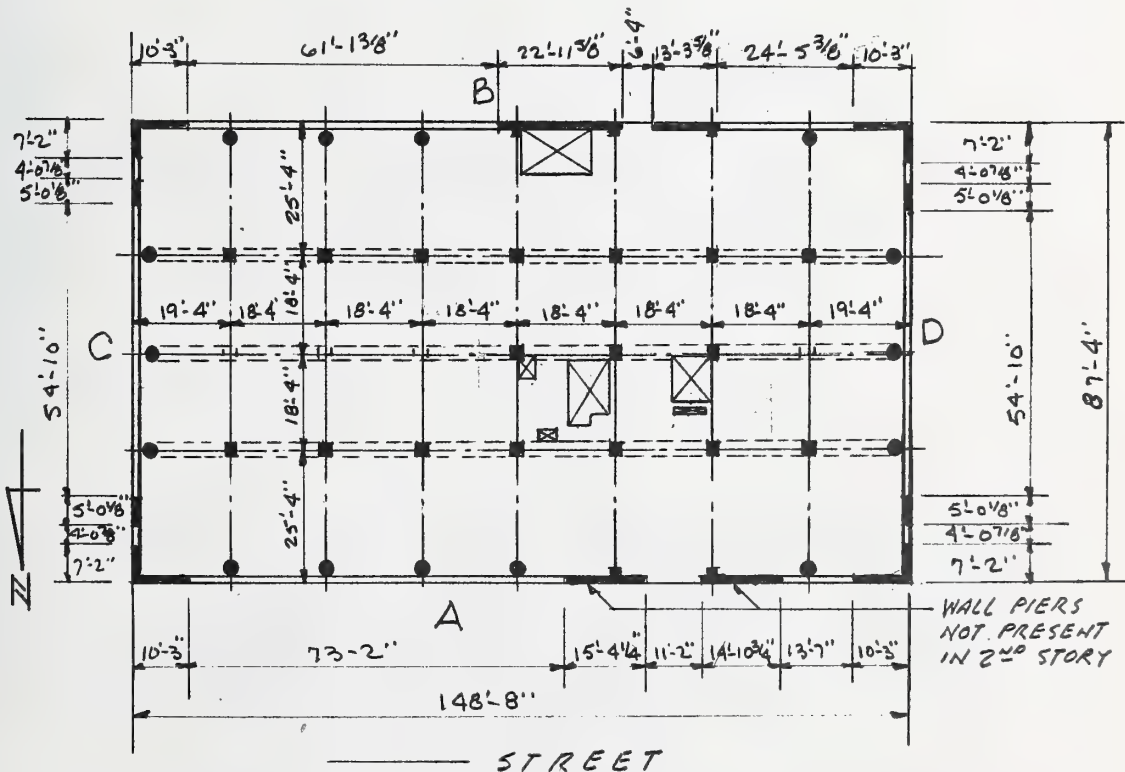 10'-3" 61'-1 3/8" 22'-11 5/8" 6'-4" 13'-3 5/8" 24'-5 3/8" 10'-3"
B
7'-2"
4'-0 7/8"
5'-0 1/8"
7'-2"
4'-0 7/8"
5'-0 1/8"
25'-4"
18'-4"
19'-4" 18'-4" 18'-4" 18'-4" 18'-4" 18'-4" 18'-4" 19'-4"
C
D
54'-10"
54'-10"
87'-4"
18'-4"
25'-4"
5'-0 1/8"
4'-0 7/8"
7'-2"
5'-0 1/8"
4'-0 7/8"
7'-2"
N
A
WALL PIERS
NOT PRESENT
IN 2ND STORY
10'-3" 73-2" 15'-4 1/4" 11'-2" 14'-10 3/4" 13'-7" 10'-3"
148'-8"
STREET